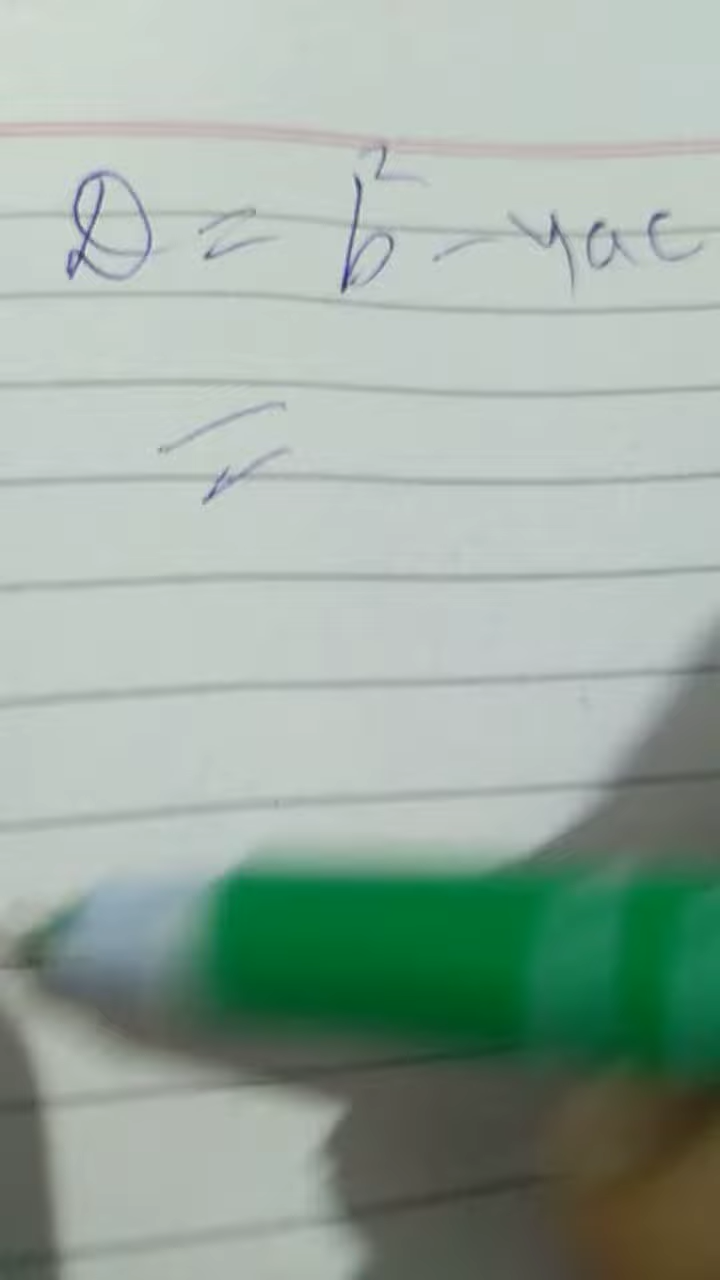 D = b² - 4ac
=